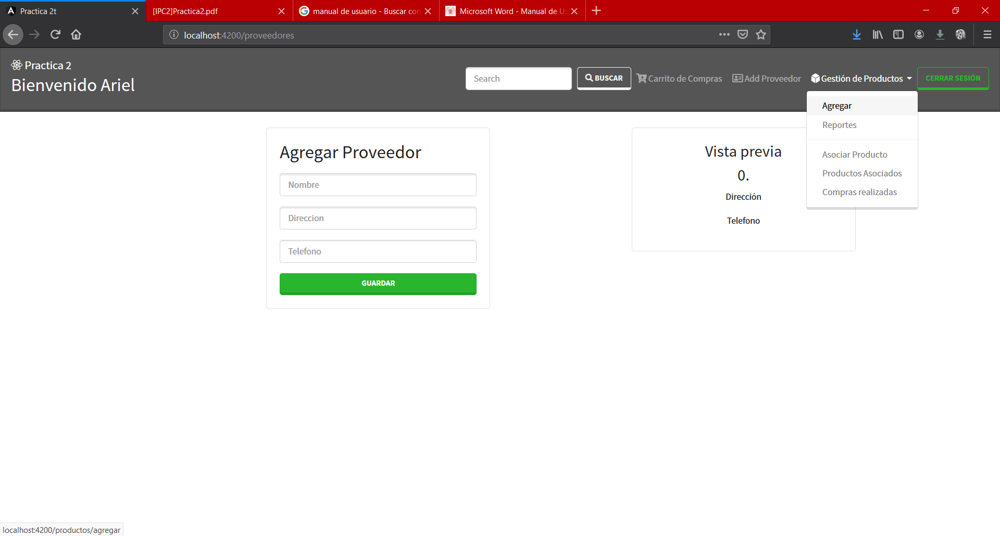 Practica 2t
[IPC2]Practica2.pdf
manual de usuario - Buscar con
Microsoft Word - Manual de Us
localhost:4200/proveedores
Practica 2
Bienvenido Ariel
Search
BUSCAR
Carrito de Compras
Add Proveedor
Gestión de Productos
CERRAR SESIÓN
Agregar
Reportes
Asociar Producto
Productos Asociados
Compras realizadas
Agregar Proveedor
Nombre
Direccion
Telefono
GUARDAR
Vista previa
0.
Dirección
Telefono
localhost:4200/productos/agregar